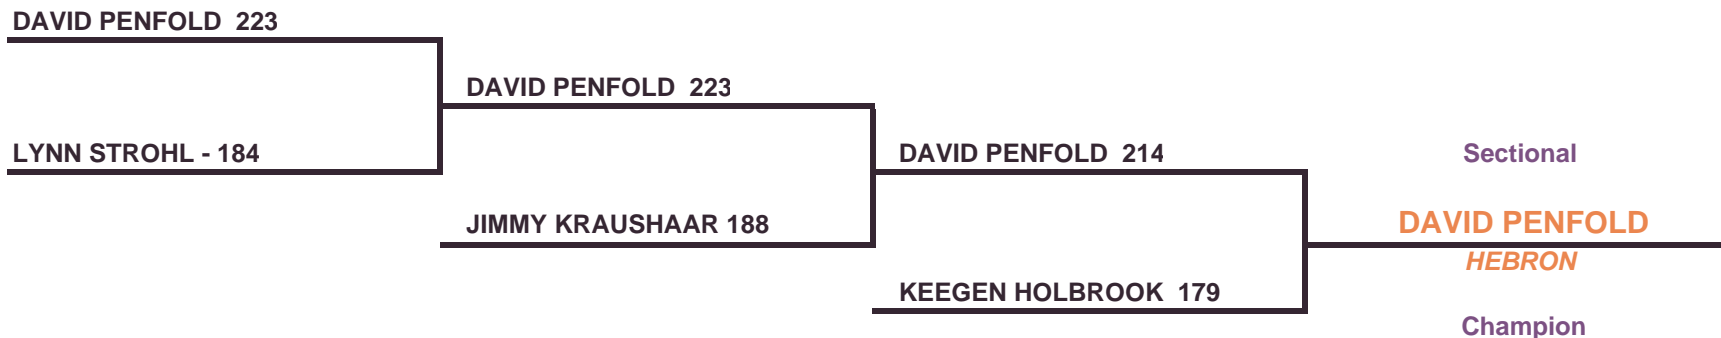 DAVID PENFOLD  223
DAVID PENFOLD  223
LYNN STROHL - 184
DAVID PENFOLD  214
Sectional
JIMMY KRAUSHAAR 188
DAVID PENFOLD
HEBRON
KEEGEN HOLBROOK  179
Champion